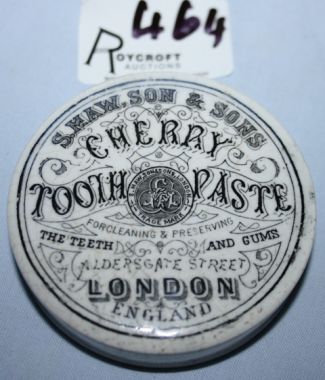 464
ROYCROFT
AUCTIONS
S. MAW, SON & SONS
CHERRY
TOOTH PASTE
TRADE MARK
FOR CLEANING & PRESERVING
THE TEETH AND GUMS
ALDERSGATE STREET
LONDON
ENGLAND